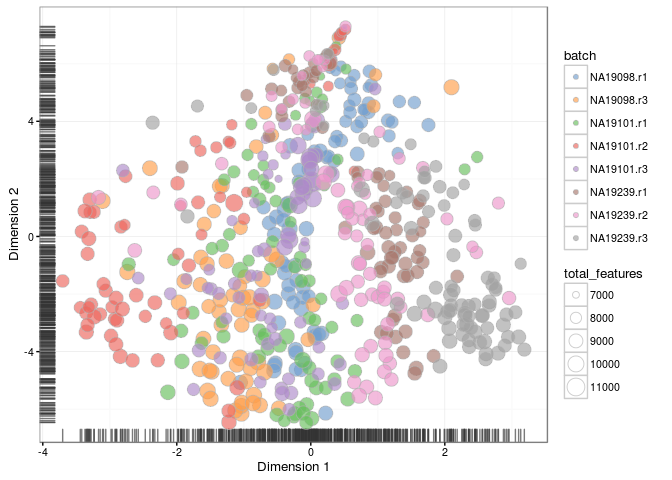 4
0
-4
Dimension 2
-4
-2
0
2
Dimension 1
batch
NA19098.r1
NA19098.r3
NA19101.r1
NA19101.r2
NA19101.r3
NA19239.r1
NA19239.r2
NA19239.r3
total_features
7000
8000
9000
10000
11000